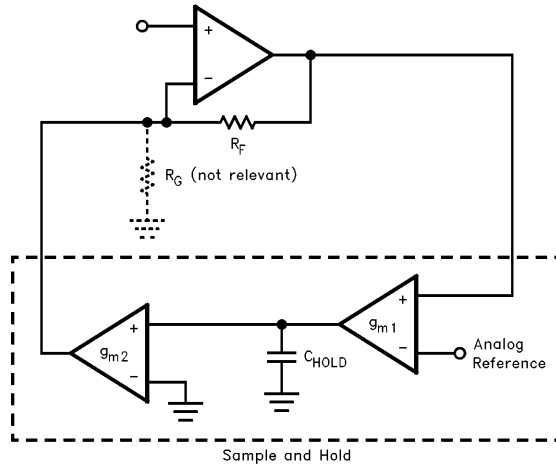 +
−
R_F
R_G (not relevant)
+
g_m2
−
C_HOLD
+
g_m1
−
Analog
Reference
Sample and Hold